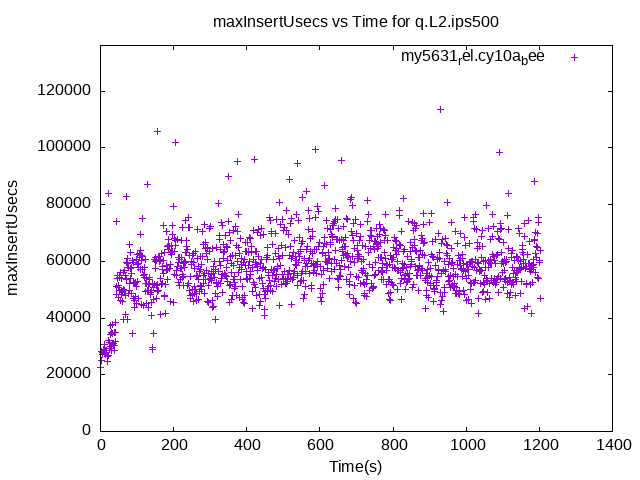 maxInsertUsecs vs Time for q.L2.ips500
my5631rel.cy10abee
120000
100000
80000
60000
40000
20000
0
maxInsertUsecs
0 200 400 600 800 1000 1200 1400
Time(s)